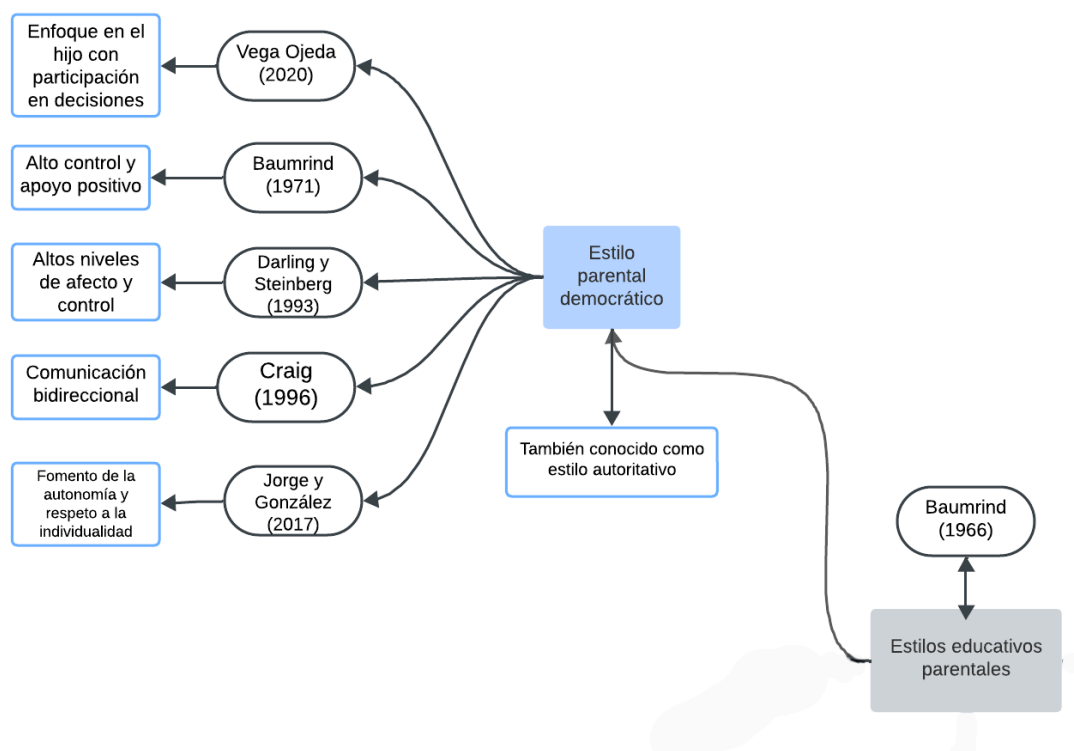 Enfoque en el
hijo con
participación
en decisiones
Vega Ojeda
(2020)
Alto control y
apoyo positivo
Baumrind
(1971)
Altos niveles
de afecto y
control
Darling y
Steinberg
(1993)
Comunicación
bidireccional
Craig
(1996)
Fomento de la
autonomía y
respeto a la
individualidad
Jorge y
González
(2017)
Estilo
parental
democrático
También conocido como
estilo autoritativo
Baumrind
(1966)
Estilos educativos
parentales